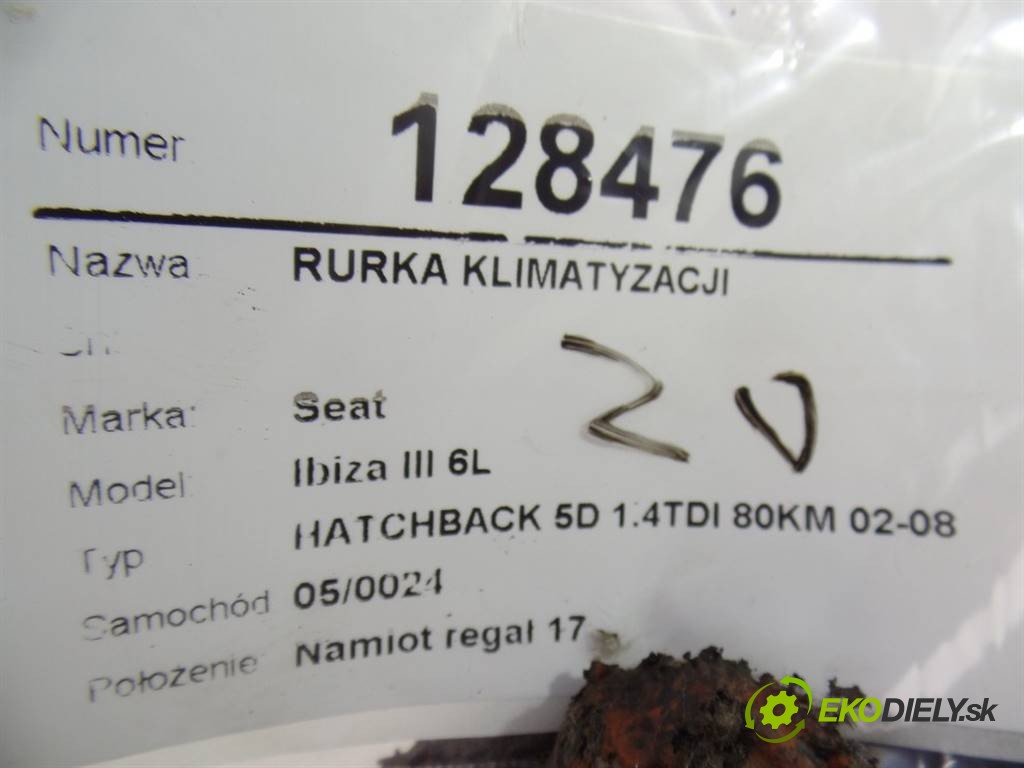 Numer 128476
Nazwa RURKA KLIMATYZACJI
20
Marka: Seat
Model: Ibiza III 6L
Typ HATCHBACK 5D 1.4TDI 80KM 02-08
Samochód 05/0024
Położenie Namiot regał 17
EKODIELY.sk